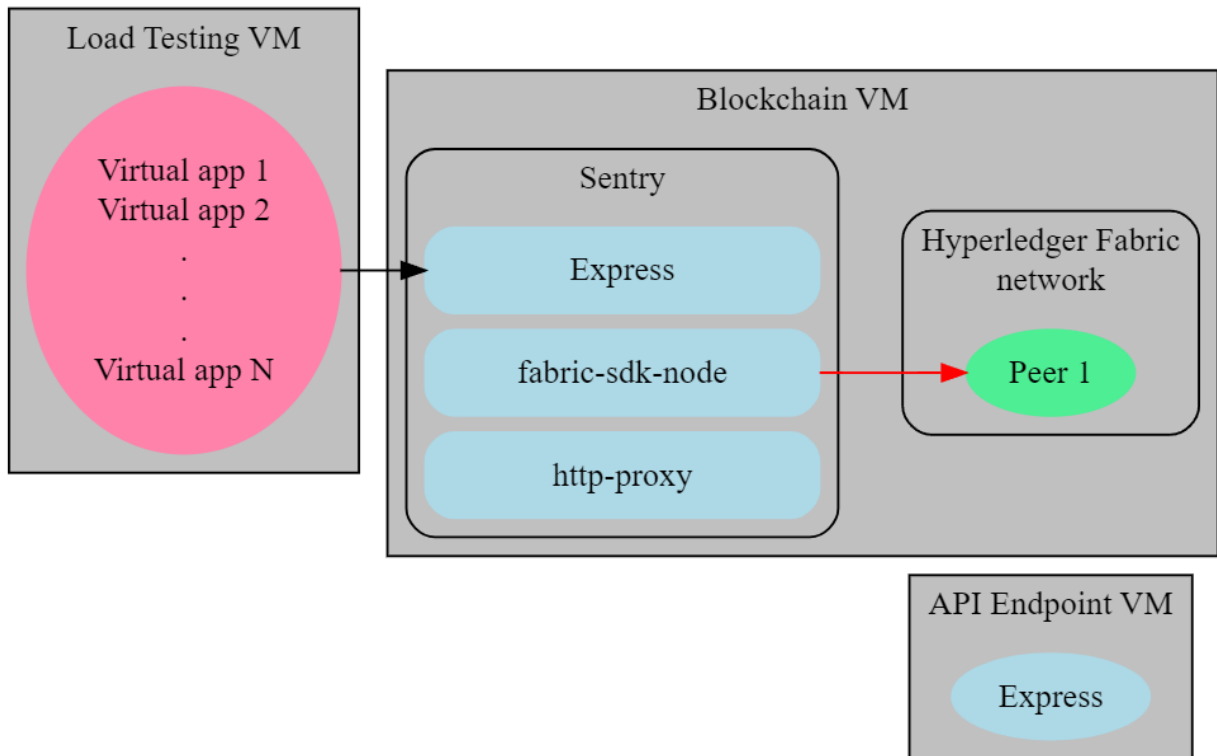 Load Testing VM
Virtual app 1
Virtual app 2
.
.
.
Virtual app N
Blockchain VM
Sentry
Express
fabric-sdk-node
http-proxy
Hyperledger Fabric
network
Peer 1
API Endpoint VM
Express